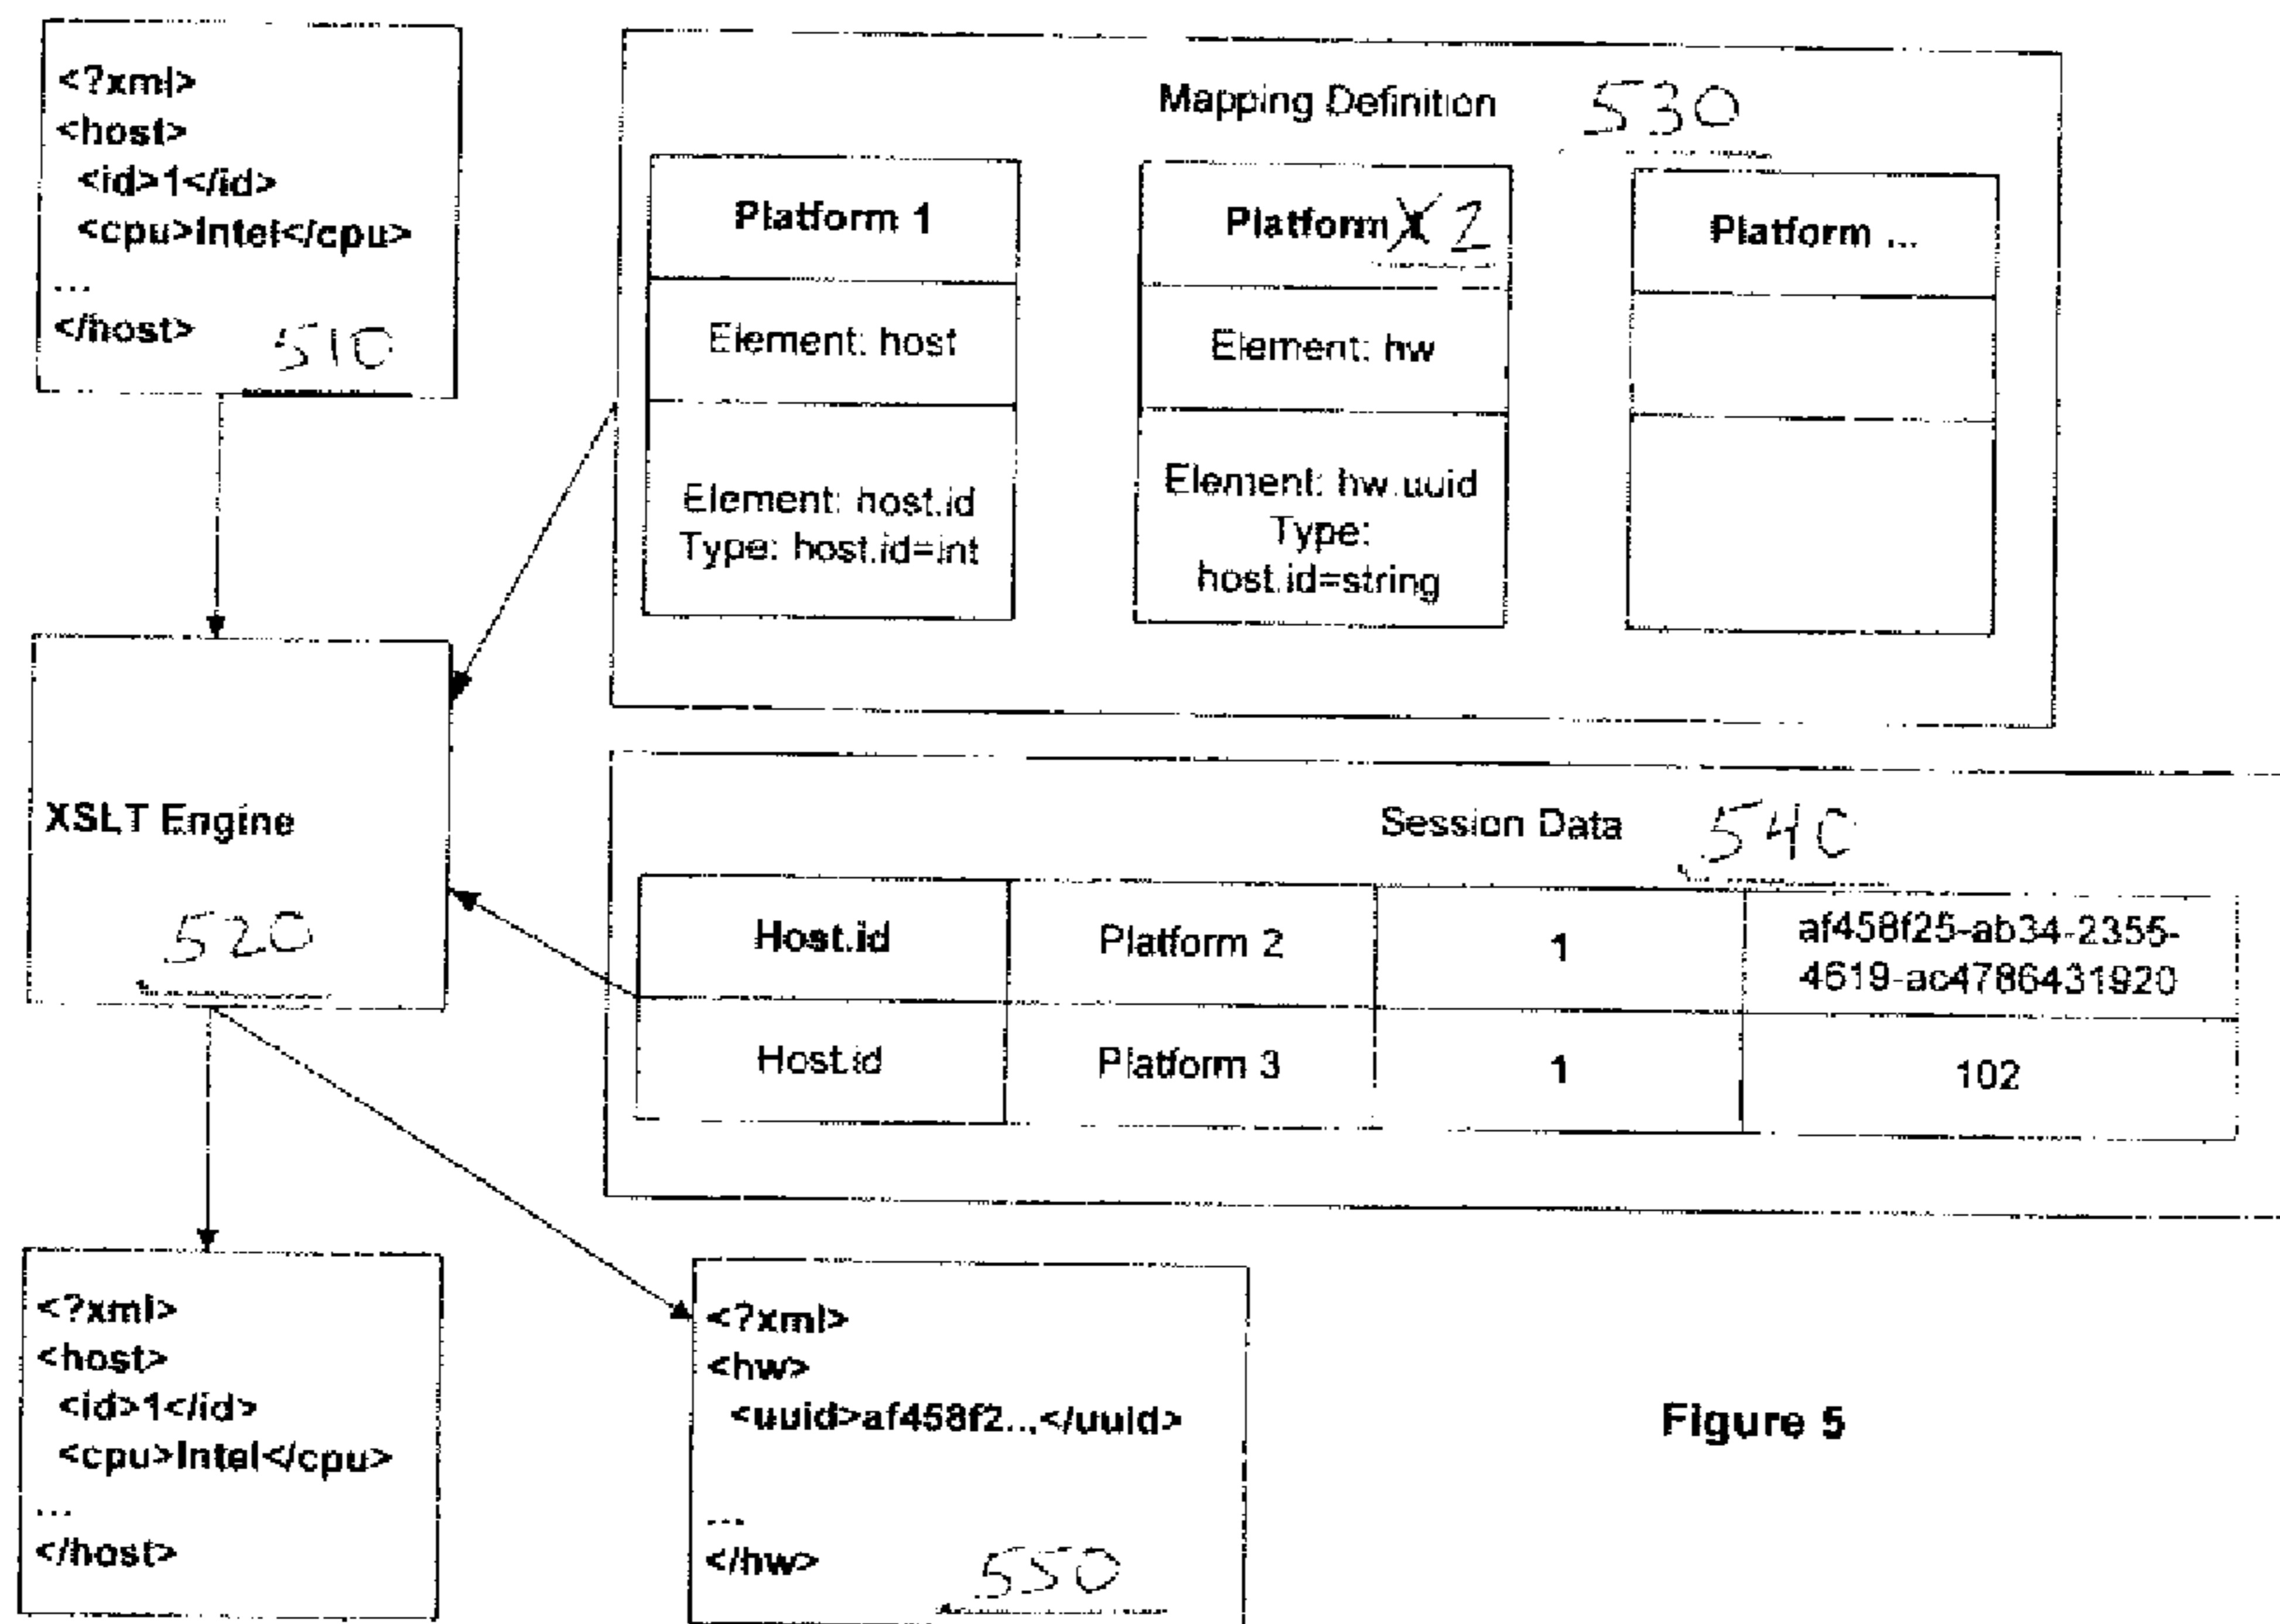 <?xml>
<host>
<id>1</id>
<cpu>Intel</cpu>
...
</host>
510
Mapping Definition 530
Platform 1
Element: host
Element: host.id
Type: host.id=int
Platform X 2
Element: hw
Element: hw.uuid
Type:
host.id=string
Platform ...
XSLT Engine
520
Session Data 540
Host.id
Platform 2
1
af458f25-ab34-2355-
4619-ac4786431920
Host.id
Platform 3
1
102
<?xml>
<host>
<id>1</id>
<cpu>Intel</cpu>
...
</host>
<?xml>
<hw>
<uuid>af458f2...</uuid>
...
</hw>
550
Figure 5